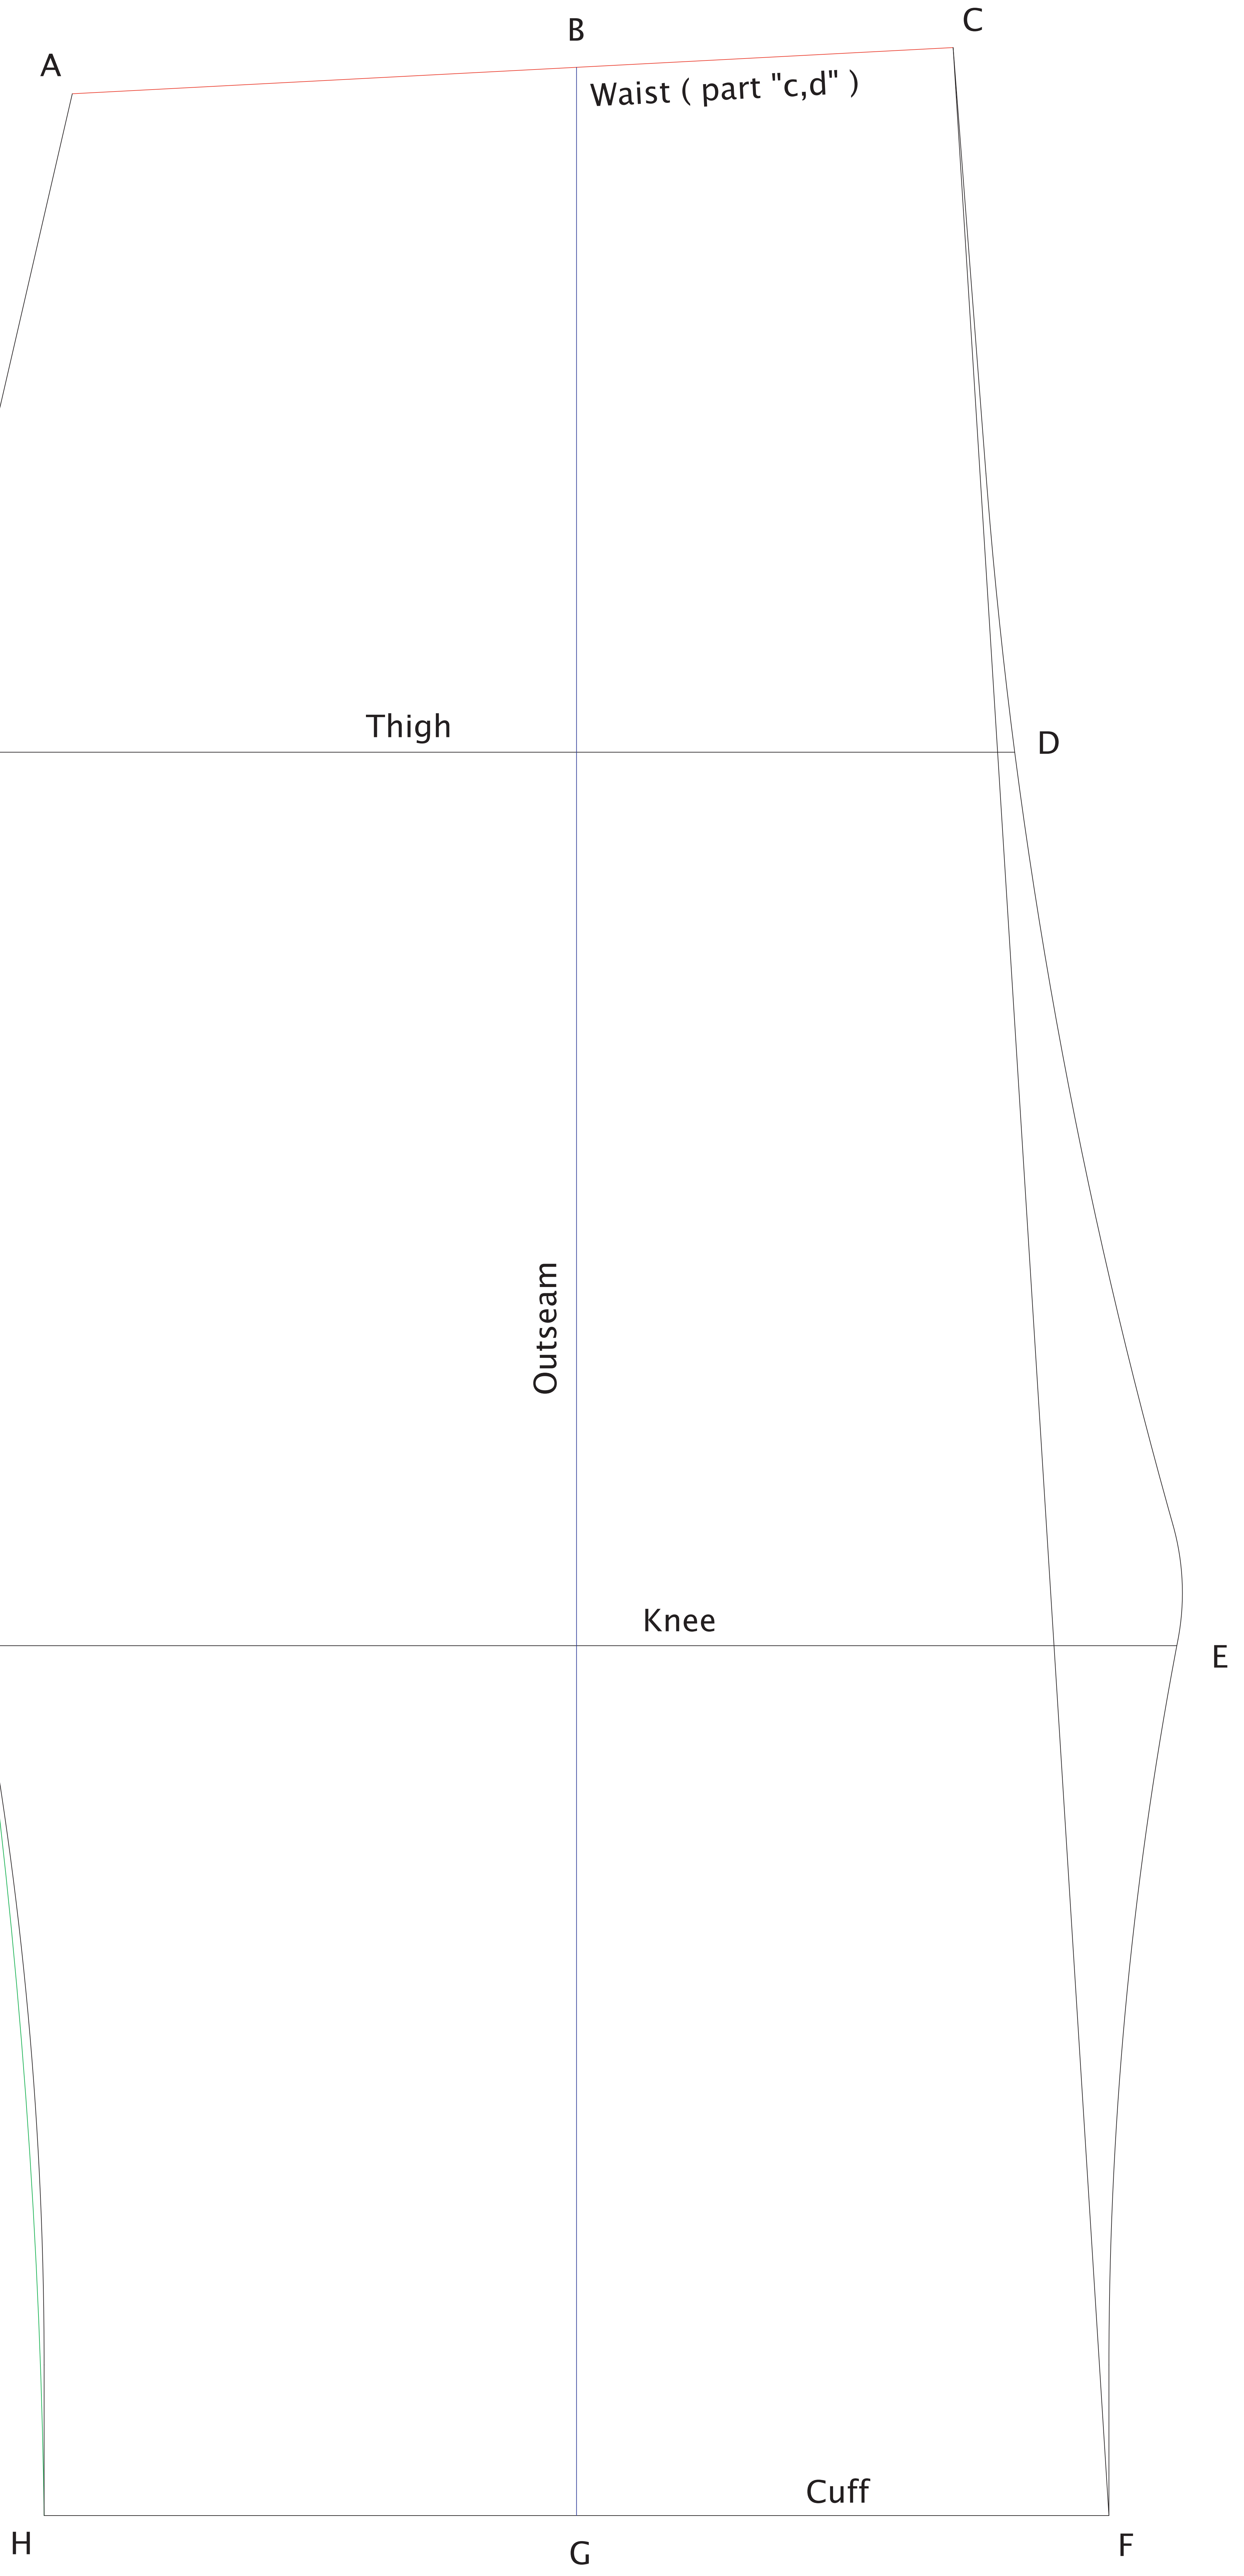 C
B
A
Waist ( part "c,d" )
Thigh
D
Outseam
Knee
E
Cuff
H
G
F